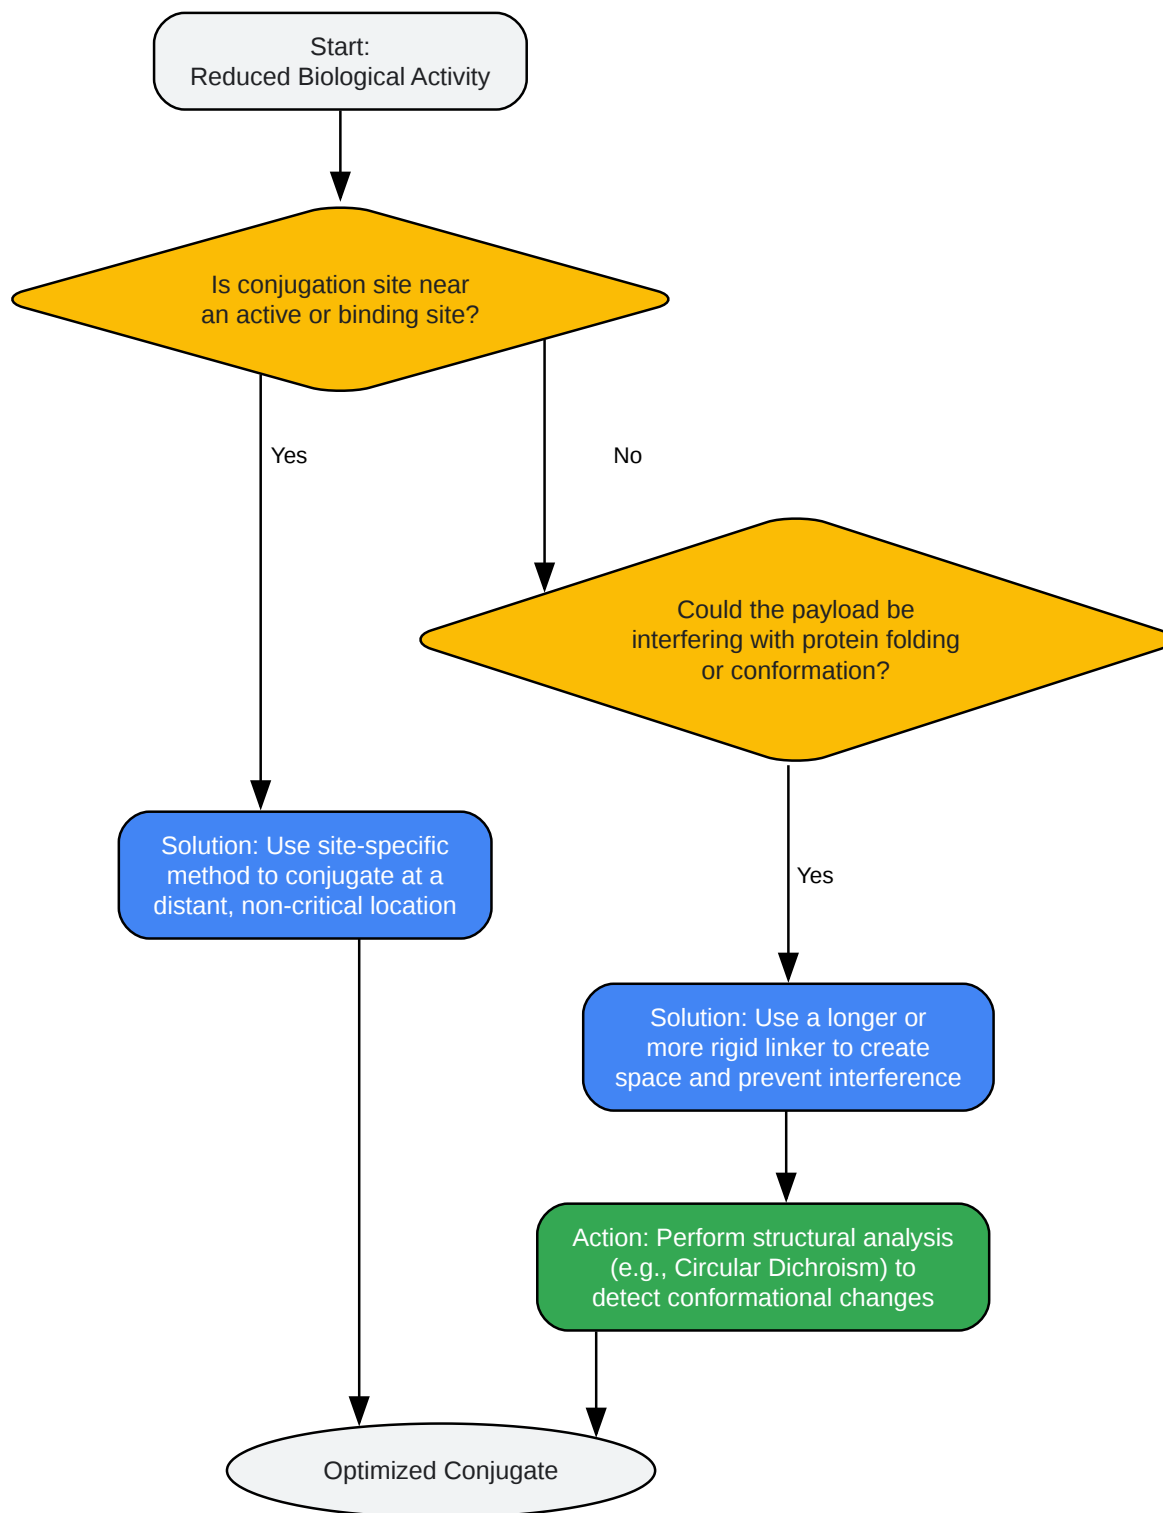 Start:
Reduced Biological Activity
Is conjugation site near
an active or binding site?
Yes
No
Could the payload be
interfering with protein folding
or conformation?
Solution: Use site-specific
method to conjugate at a
distant, non-critical location
Yes
Solution: Use a longer or
more rigid linker to create
space and prevent interference
Action: Perform structural analysis
(e.g., Circular Dichroism) to
detect conformational changes
Optimized Conjugate